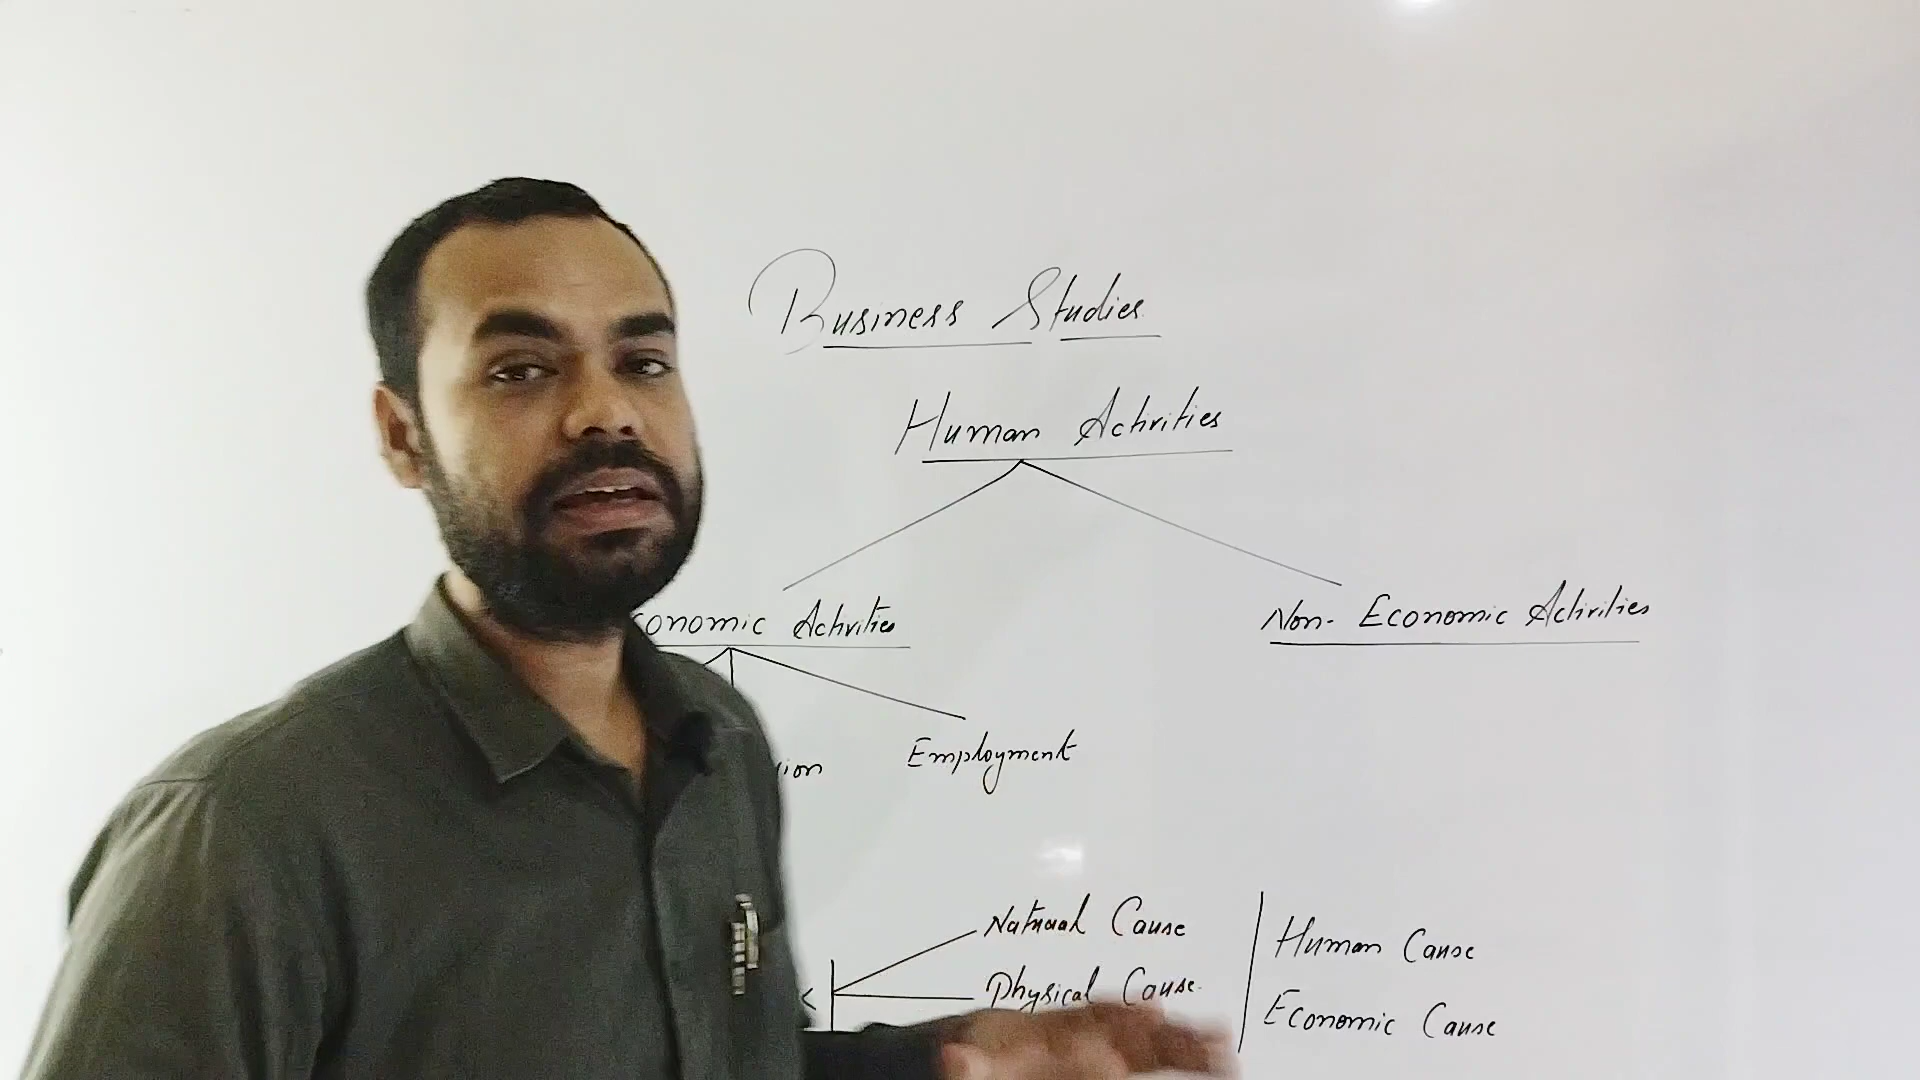 Business Studies
Human Activities
conomic Activities
Non-Economic Activities
ion
Employment
Natural Cause
Physical Cause
Human Cause
Economic Cause